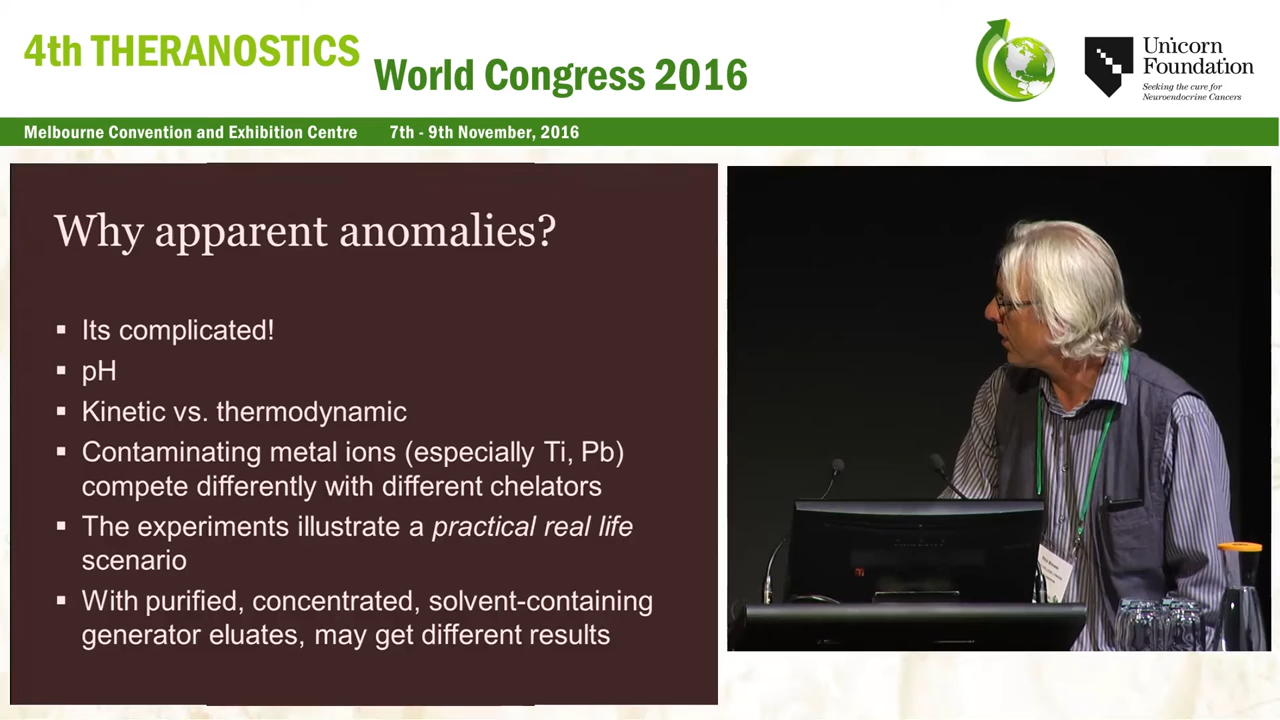 4th THERANOSTICS
World Congress 2016
Unicorn
Foundation
Seeking the cure for
Neuroendocrine Cancers
Melbourne Convention and Exhibition Centre 7th - 9th November, 2016
Why apparent anomalies?
▪ Its complicated!
▪ pH
▪ Kinetic vs. thermodynamic
▪ Contaminating metal ions (especially Ti, Pb)
compete differently with different chelators
▪ The experiments illustrate a practical real life
scenario
▪ With purified, concentrated, solvent-containing
generator eluates, may get different results